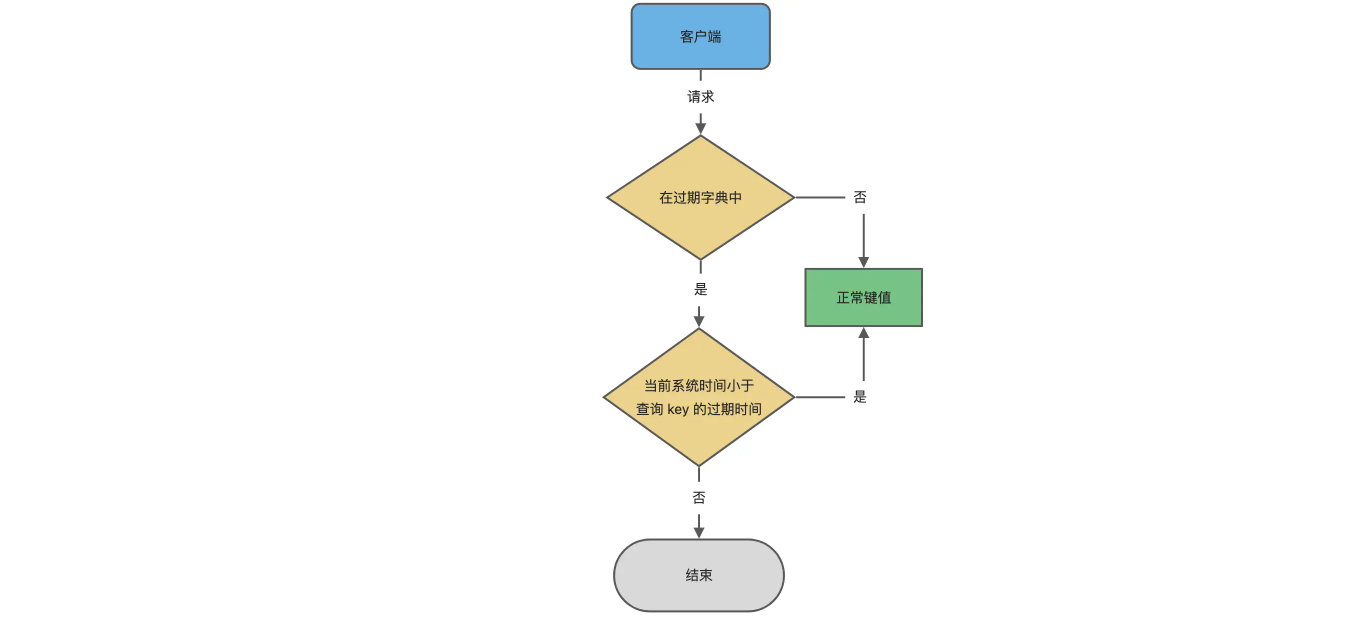 客户端
请求
在过期字典中
否
是
正常键值
当前系统时间小于
查询 key 的过期时间
是
否
结束